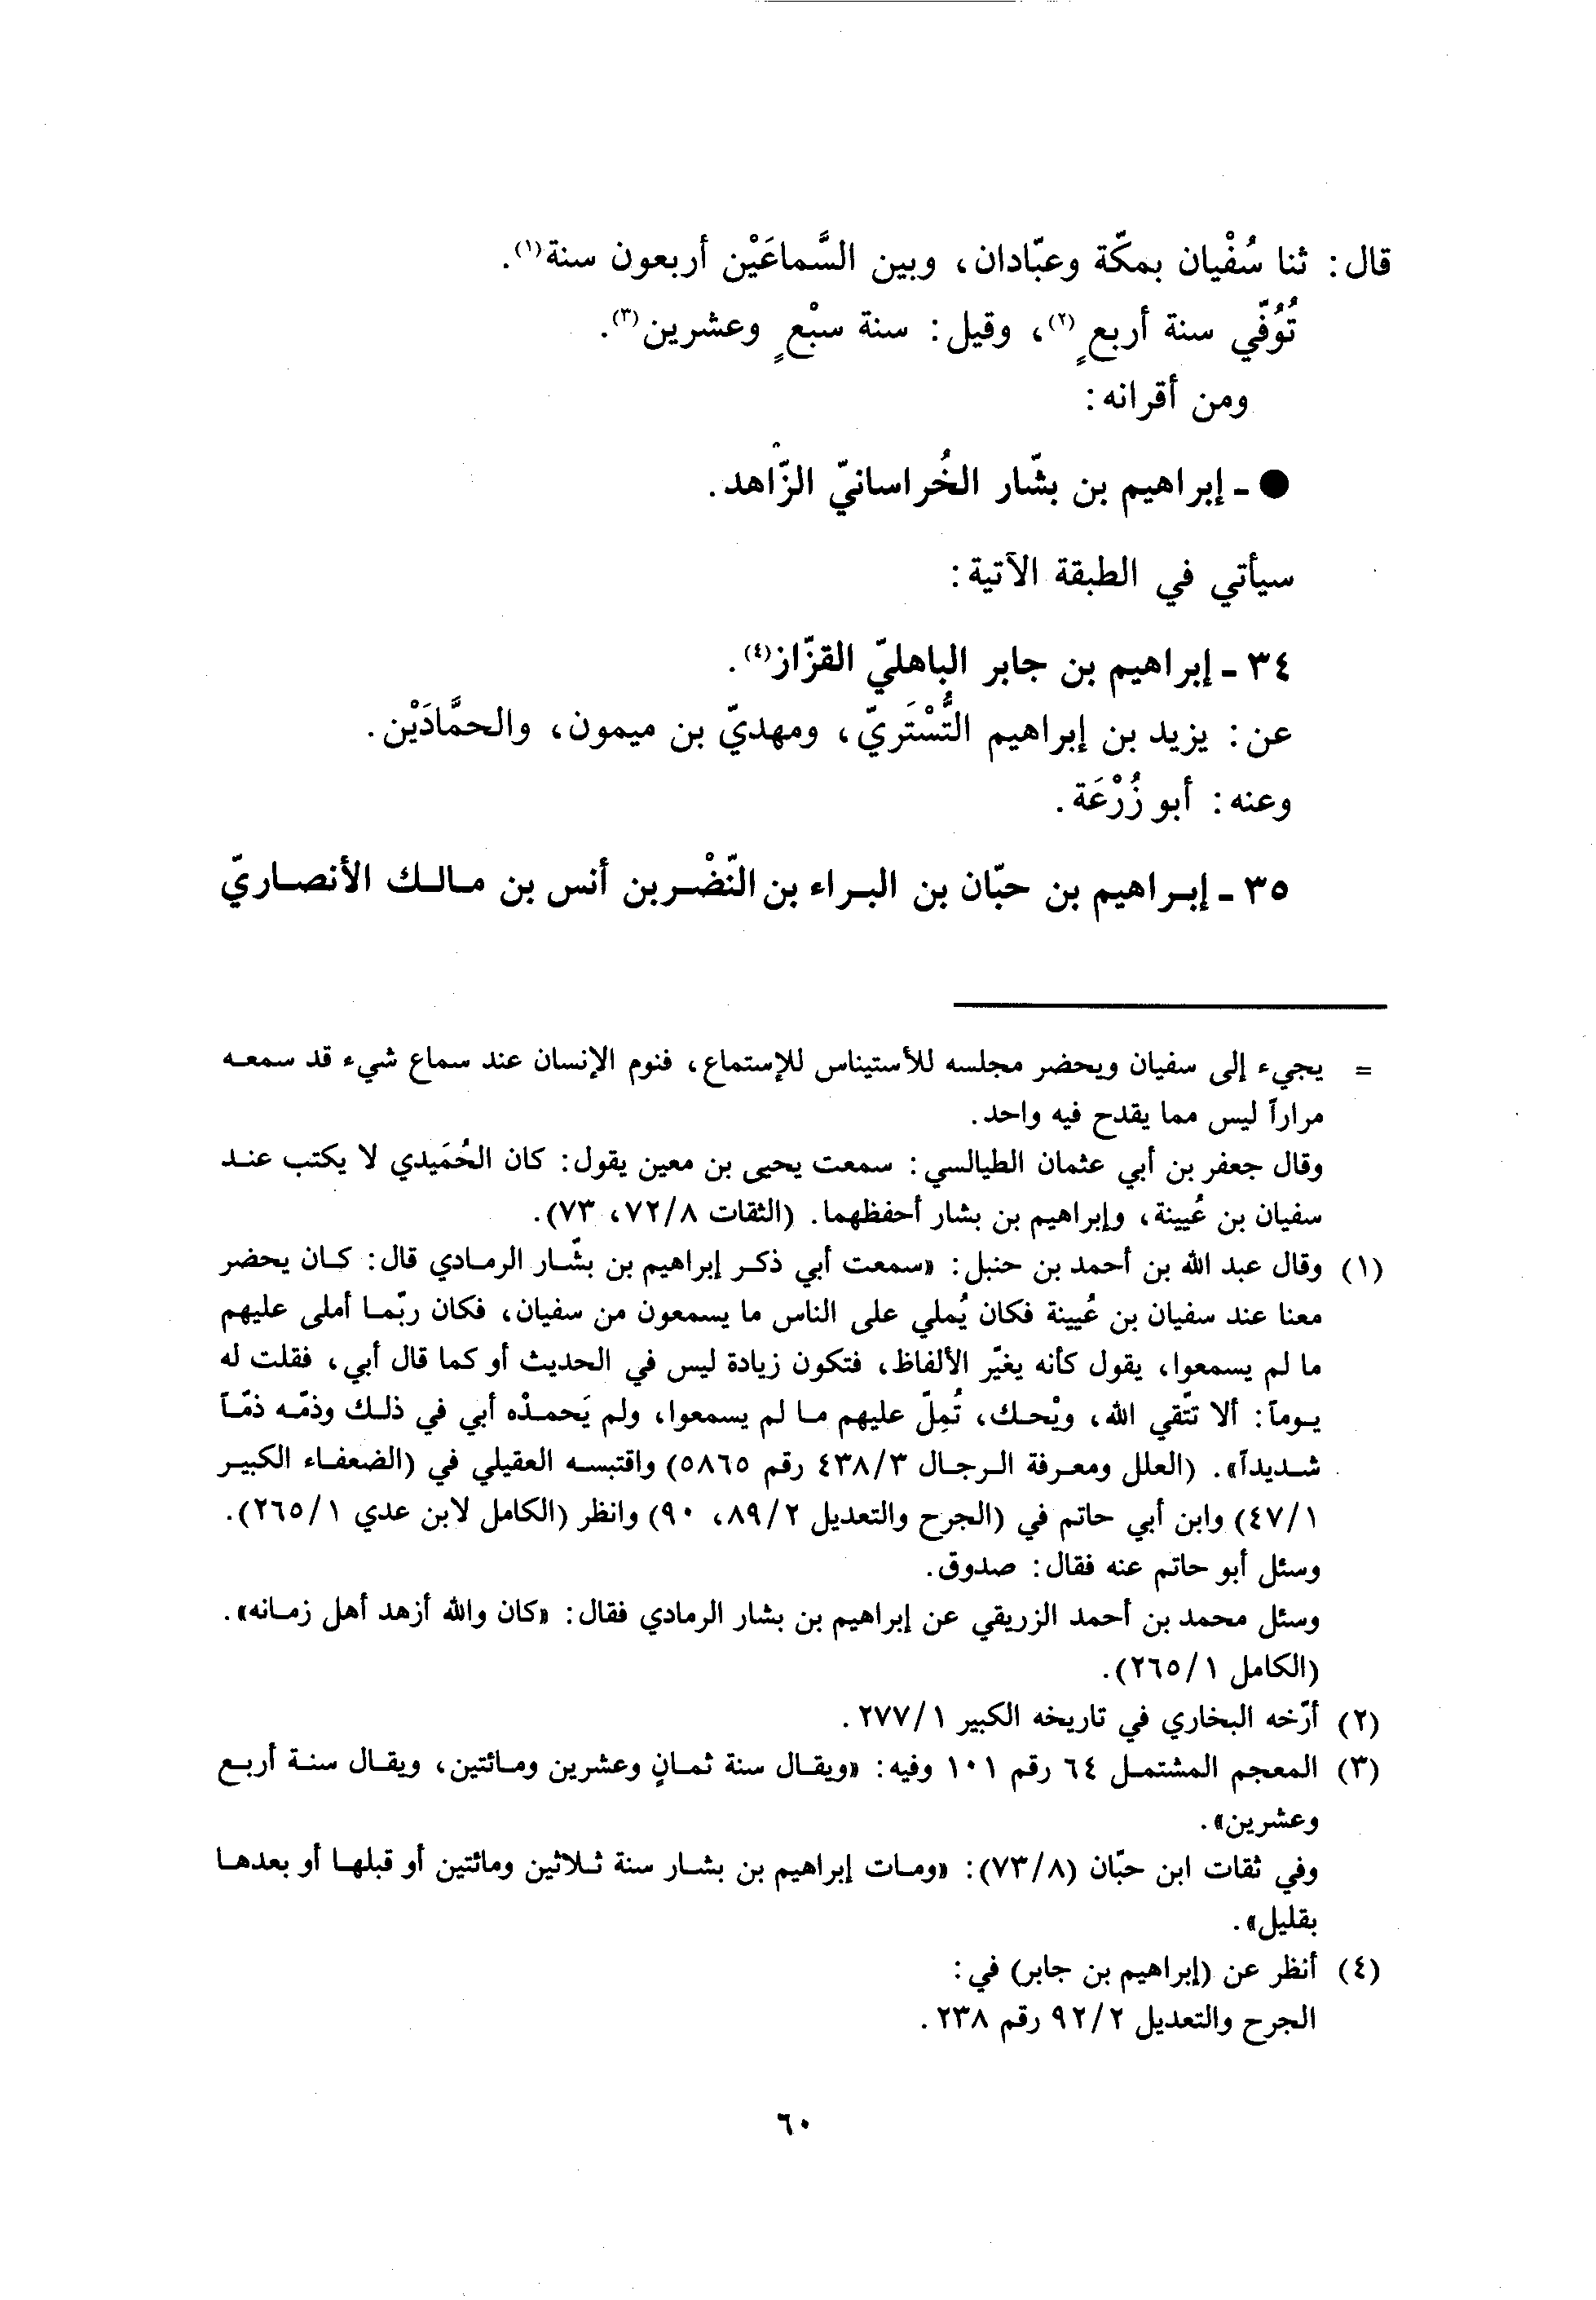 قال: ثنا سُفْيان بمكّة وعبّادان، وبين السَّماعَيْن أربعون سنة(١).
تُوُفّي سنة أربعٍ(٢)، وقيل: سنة سبْعٍ وعشرين(٣).
ومن أقرانه:
● - إبراهيم بن بشّار الخُراسانيّ الزّاهد.
سيأتي في الطبقة الآتية:
٣٤ - إبراهيم بن جابر الباهليّ القزّاز(٤).
عن: يزيد بن إبراهيم التُّسْتَريّ، ومهديّ بن ميمون، والحمَّادَيْن.
وعنه: أبو زُرْعَة.
٣٥ - إبراهيم بن حبّان بن البراء بن النّضْر بن أنس بن مالك الأنصاريّ
= يجيء إلى سفيان ويحضر مجلسه للأستيناس للإستماع، فنوم الإنسان عند سماع شيء قد سمعه
مراراً ليس مما يقدح فيه واحد.
وقال جعفر بن أبي عثمان الطيالسي: سمعت يحيى بن معين يقول: كان الحُمَيدي لا يكتب عند
سفيان بن عُيينة، وإبراهيم بن بشار أحفظهما. (الثقات ٧٢/٨، ٧٣).
(١) وقال عبد الله بن أحمد بن حنبل: «سمعت أبي ذكر إبراهيم بن بشّار الرمادي قال: كان يحضر
معنا عند سفيان بن عُيينة فكان يُملي على الناس ما يسمعون من سفيان، فكان ربّما أملى عليهم
ما لم يسمعوا، يقول كأنه يغيّر الألفاظ، فتكون زيادة ليس في الحديث أو كما قال أبي، فقلت له
يوماً: ألا تتّقي الله، ويْحك، تُمِلّ عليهم ما لم يسمعوا، ولم يَحمدْه أبي في ذلك وذمّه ذمّاً
شديداً». (العلل ومعرفة الرجال ٤٣٨/٣ رقم ٥٨٦٥) واقتبسه العقيلي في (الضعفاء الكبير
٤٧/١) وابن أبي حاتم في (الجرح والتعديل ٨٩/٢، ٩٠) وانظر (الكامل لابن عدي ٢٦٥/١).
وسئل أبو حاتم عنه فقال: صدوق.
وسئل محمد بن أحمد الزريقي عن إبراهيم بن بشار الرمادي فقال: «كان والله أزهد أهل زمانه».
(الكامل ٢٦٥/١).
(٢) أرّخه البخاري في تاريخه الكبير ٢٧٧/١.
(٣) المعجم المشتمل ٦٤ رقم ١٠١ وفيه: «ويقال سنة ثمانٍ وعشرين ومائتين، ويقال سنة أربع
وعشرين».
وفي ثقات ابن حبّان (٧٣/٨): «ومات إبراهيم بن بشار سنة ثلاثين ومائتين أو قبلها أو بعدها
بقليل».
(٤) أنظر عن (إبراهيم بن جابر) في:
الجرح والتعديل ٩٢/٢ رقم ٢٣٨.
٦٠